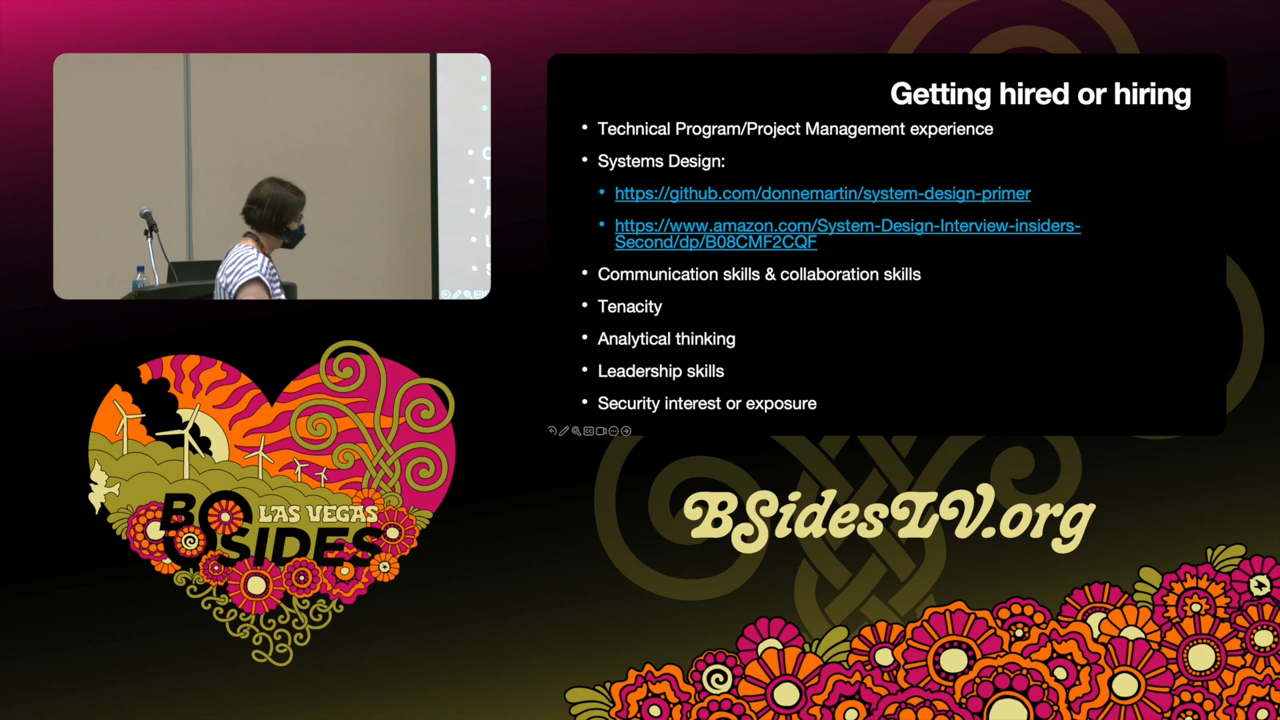 Getting hired or hiring
• Technical Program/Project Management experience
• Systems Design:
• https://github.com/donnemartin/system-design-primer
• https://www.amazon.com/System-Design-Interview-insiders-
Second/dp/B08CMF2CQF
• Communication skills & collaboration skills
• Tenacity
• Analytical thinking
• Leadership skills
• Security interest or exposure
LAS VEGAS
BSIDES
23
BSidesLV.org